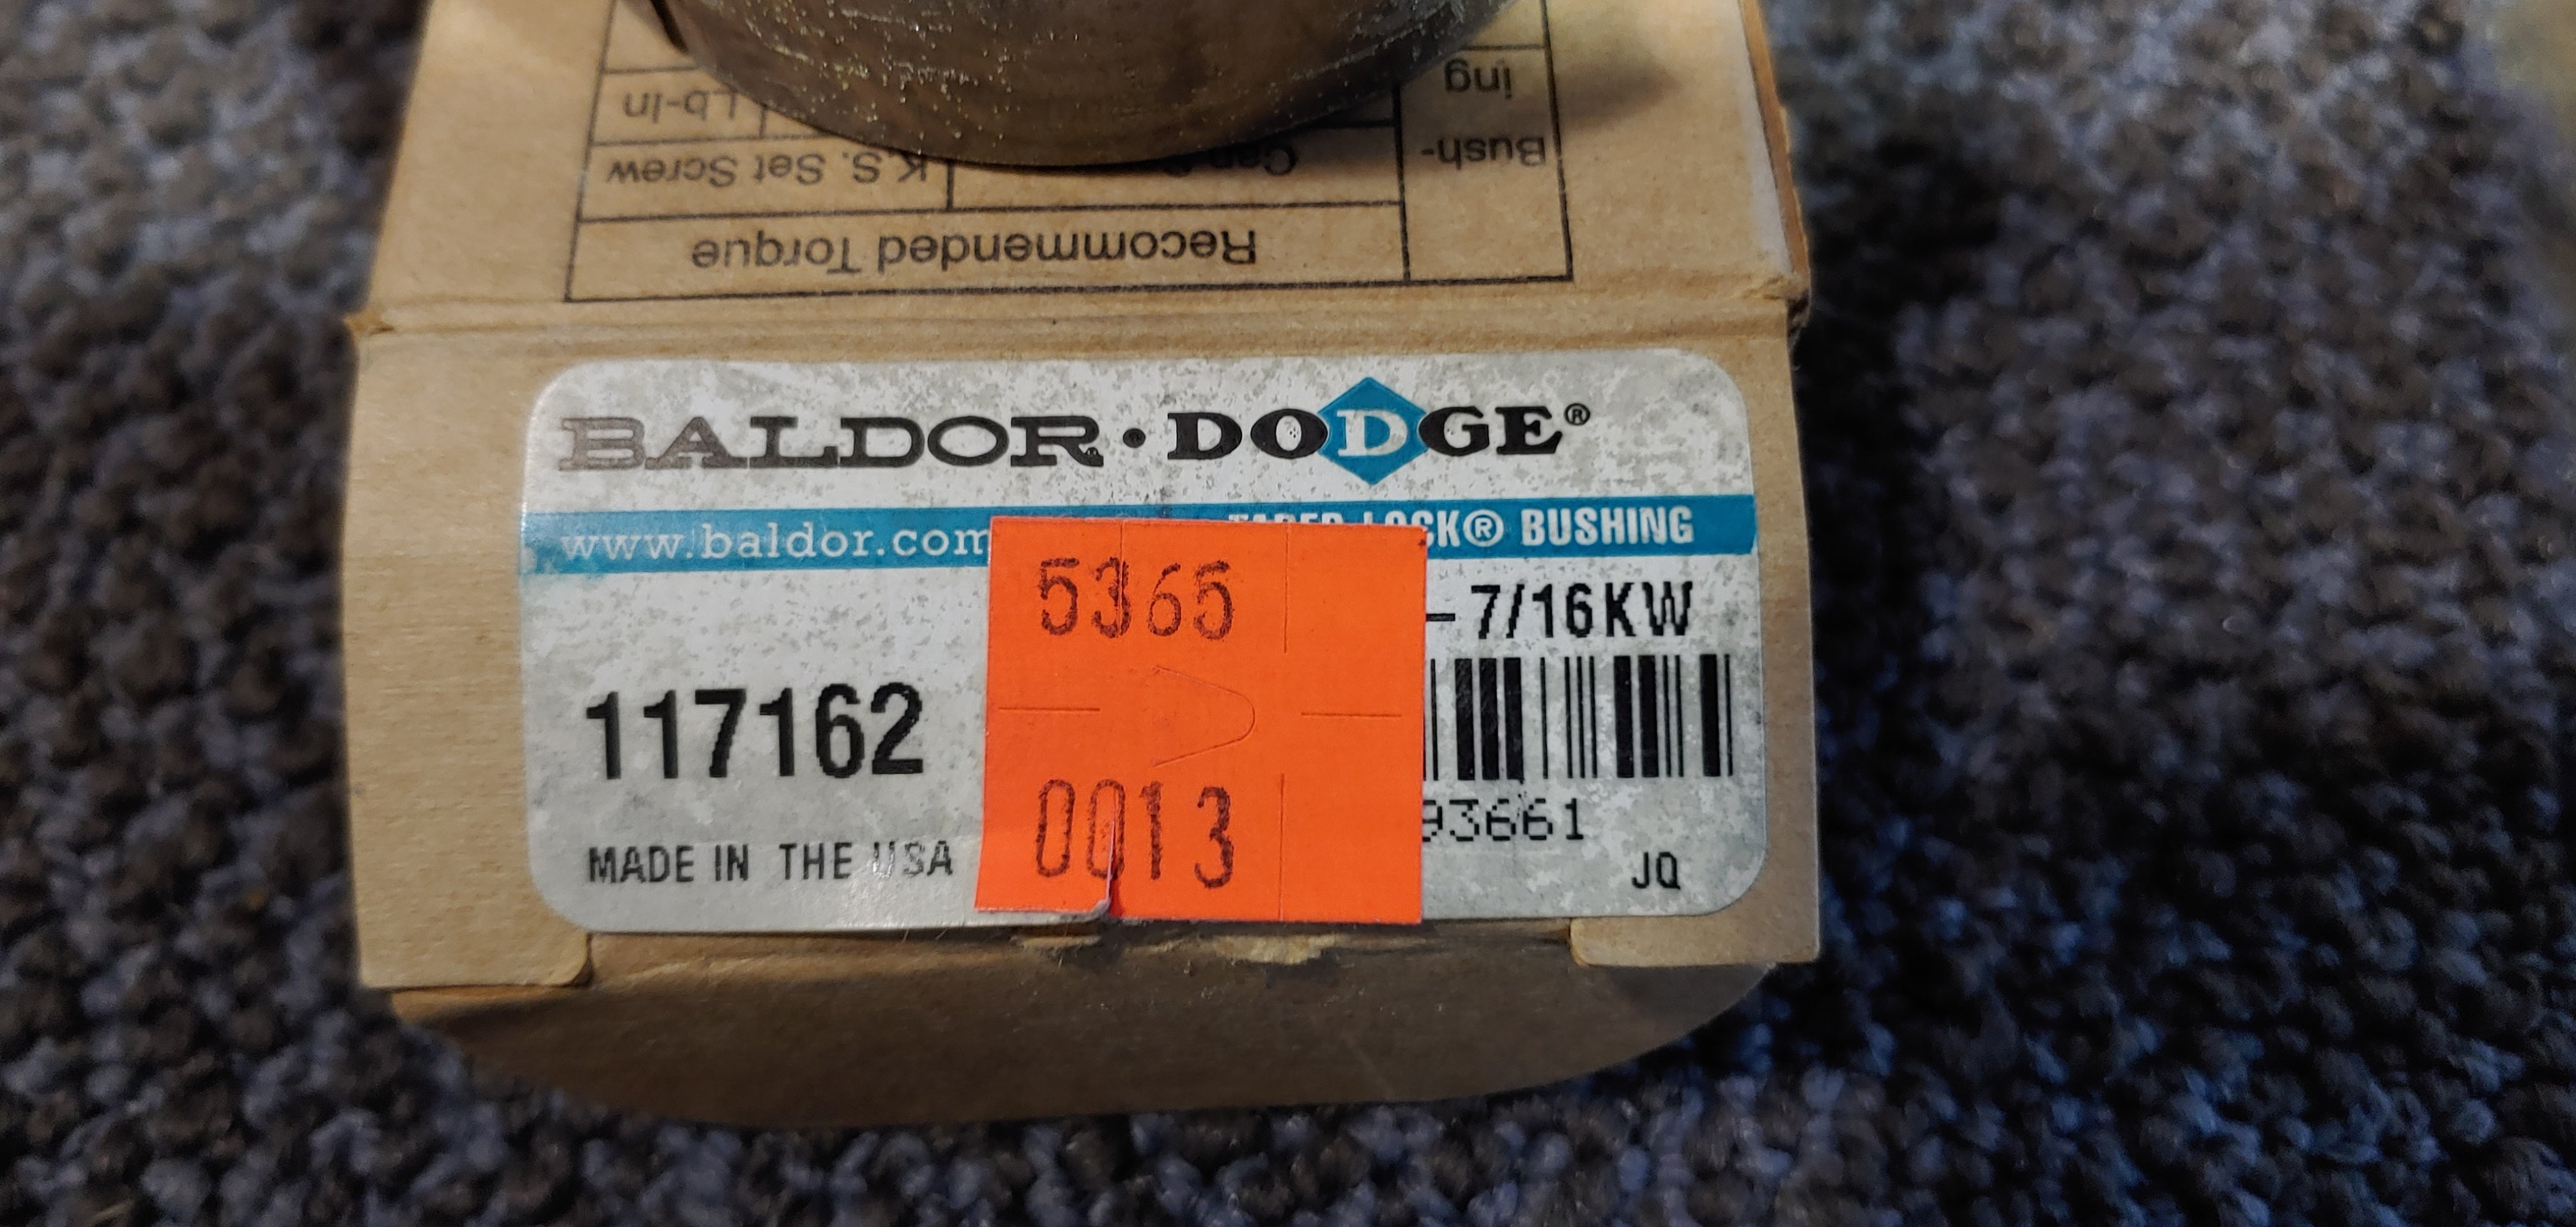 Recommended Torque
Bush-
ing
K.S. Set Screw
Lb-In
BALDOR • DODGE®
www.baldor.com
LOCK® BUSHING
5365
- 7/16KW
117162
0013
93661
MADE IN THE USA
JQ